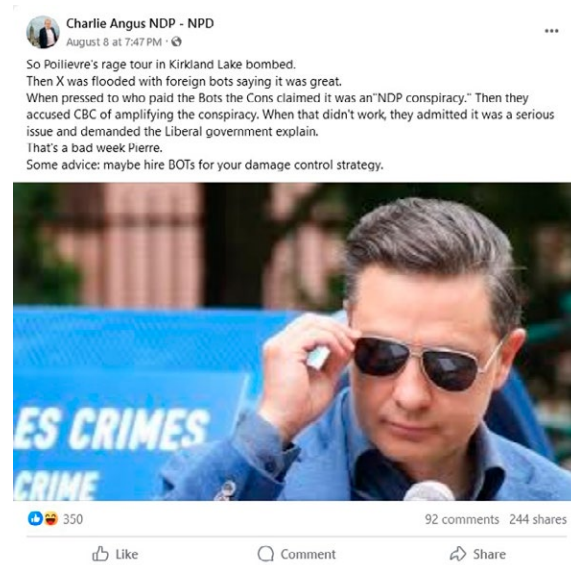 Charlie Angus NDP - NPD
August 8 at 7:47 PM ·
So Poilievre's rage tour in Kirkland Lake bombed.
Then X was flooded with foreign bots saying it was great.
When pressed to who paid the Bots the Cons claimed it was an"NDP conspiracy." Then they
accused CBC of amplifying the conspiracy. When that didn't work, they admitted it was a serious
issue and demanded the Liberal government explain.
That's a bad week Pierre.
Some advice: maybe hire BOTs for your damage control strategy.
ES CRIMES
CRIME
350
92 comments 244 shares
Like Comment Share